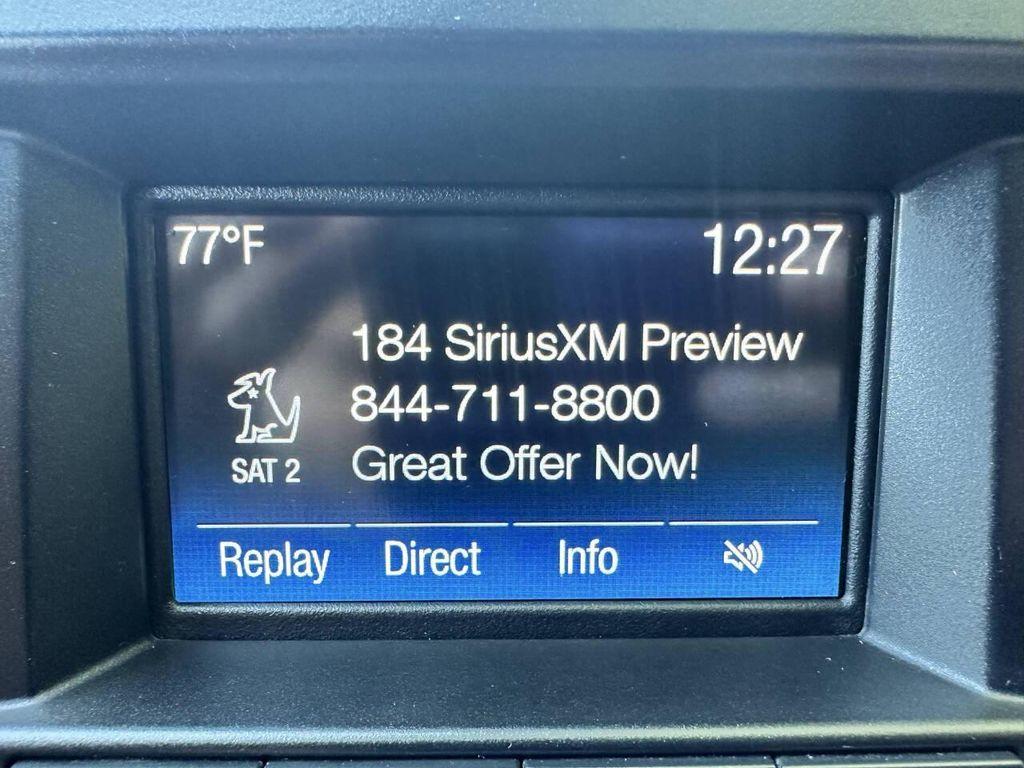 77°F 12:27
184 SiriusXM Preview
844-711-8800
SAT 2 Great Offer Now!
Replay Direct Info